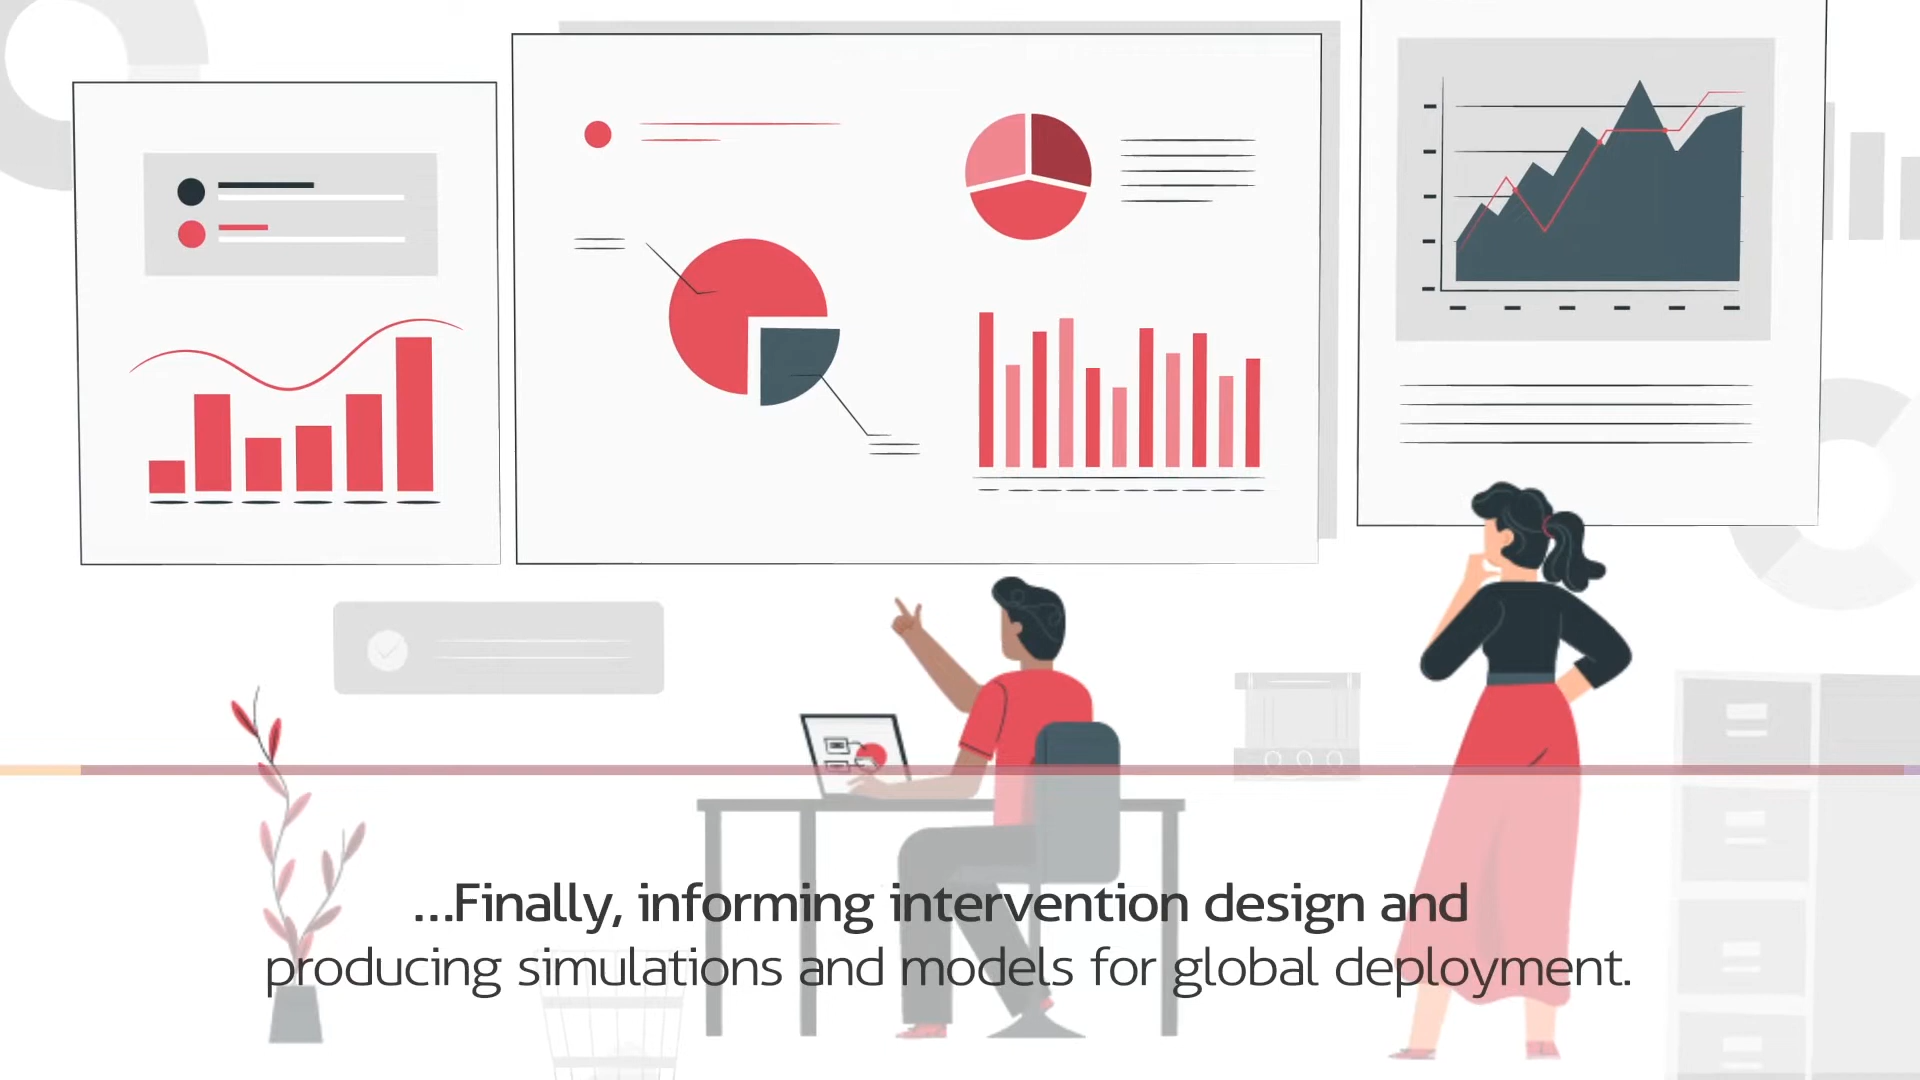 ...Finally, informing intervention design and
producing simulations and models for global deployment.